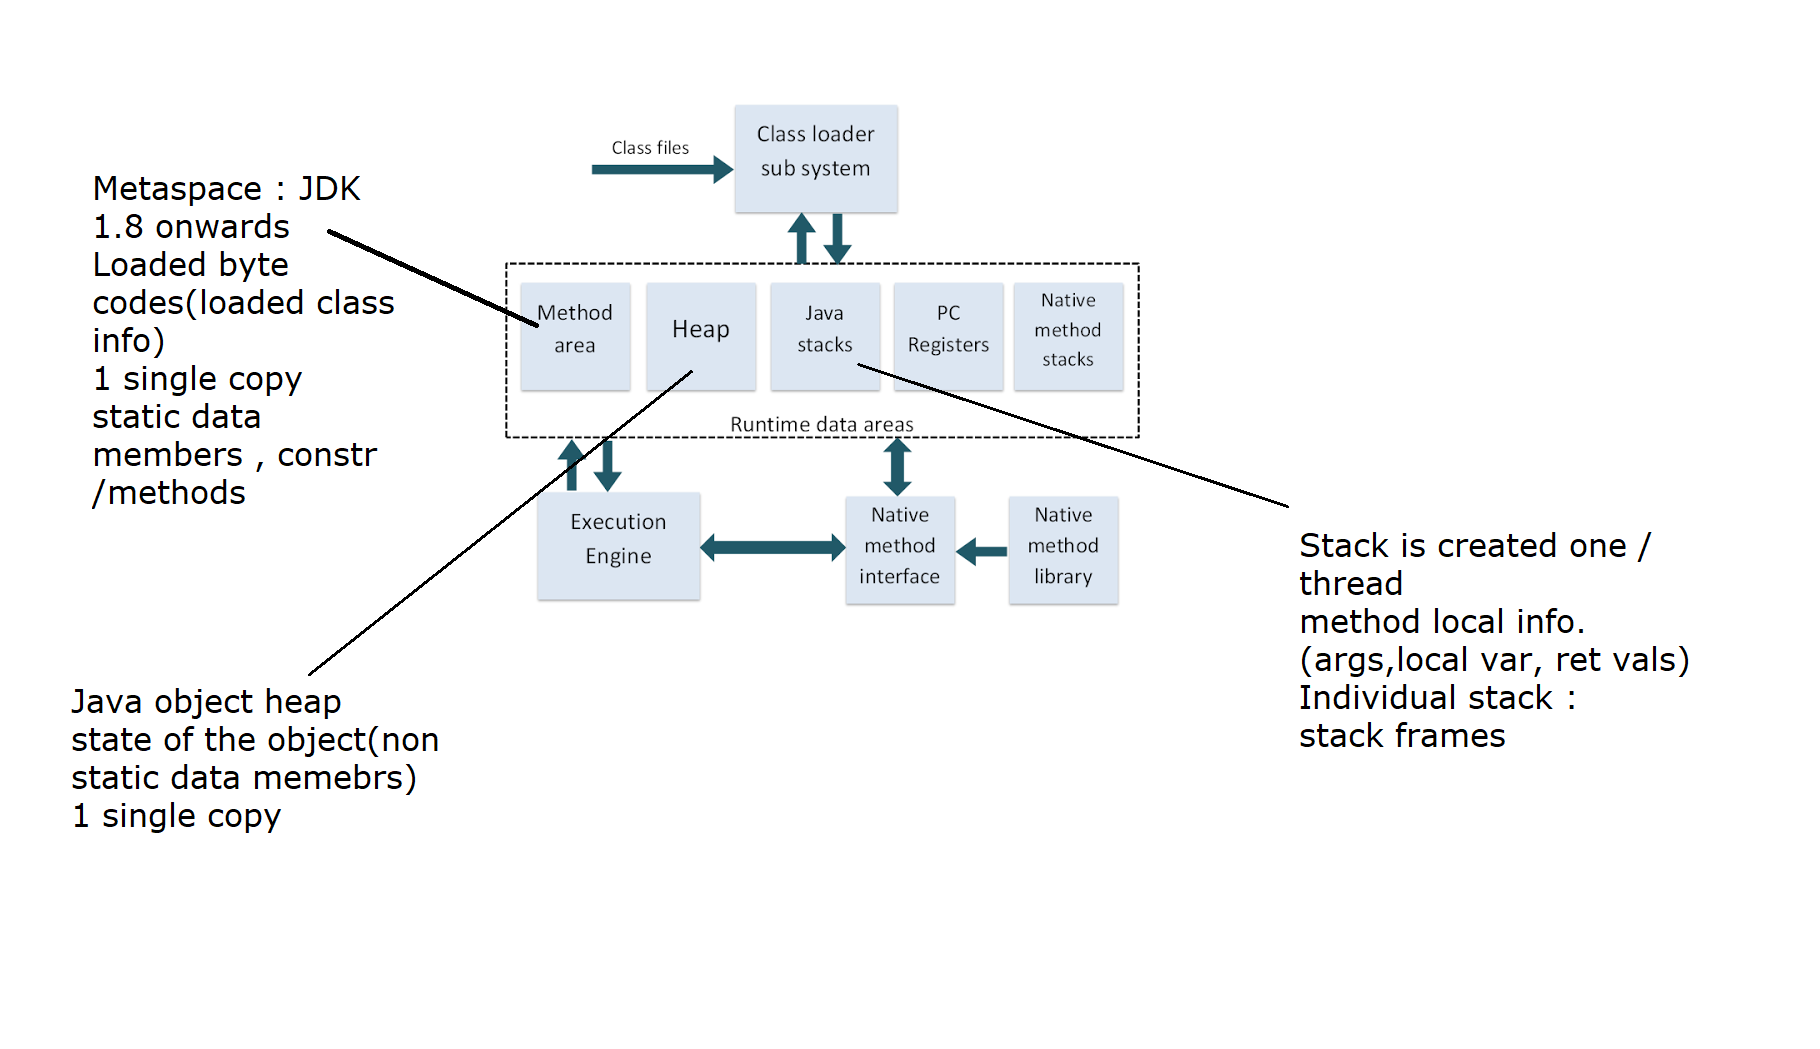 Class files
Class loader
sub system
Metaspace : JDK
1.8 onwards
Loaded byte
codes(loaded class
info)
1 single copy
static data
members , constr
/methods
Method
area
Heap
Java
stacks
PC
Registers
Native
method
stacks
Runtime data areas
Execution
Engine
Native
method
interface
Native
method
library
Stack is created one /
thread
method local info.
(args,local var, ret vals)
Individual stack :
stack frames
Java object heap
state of the object(non
static data memebrs)
1 single copy